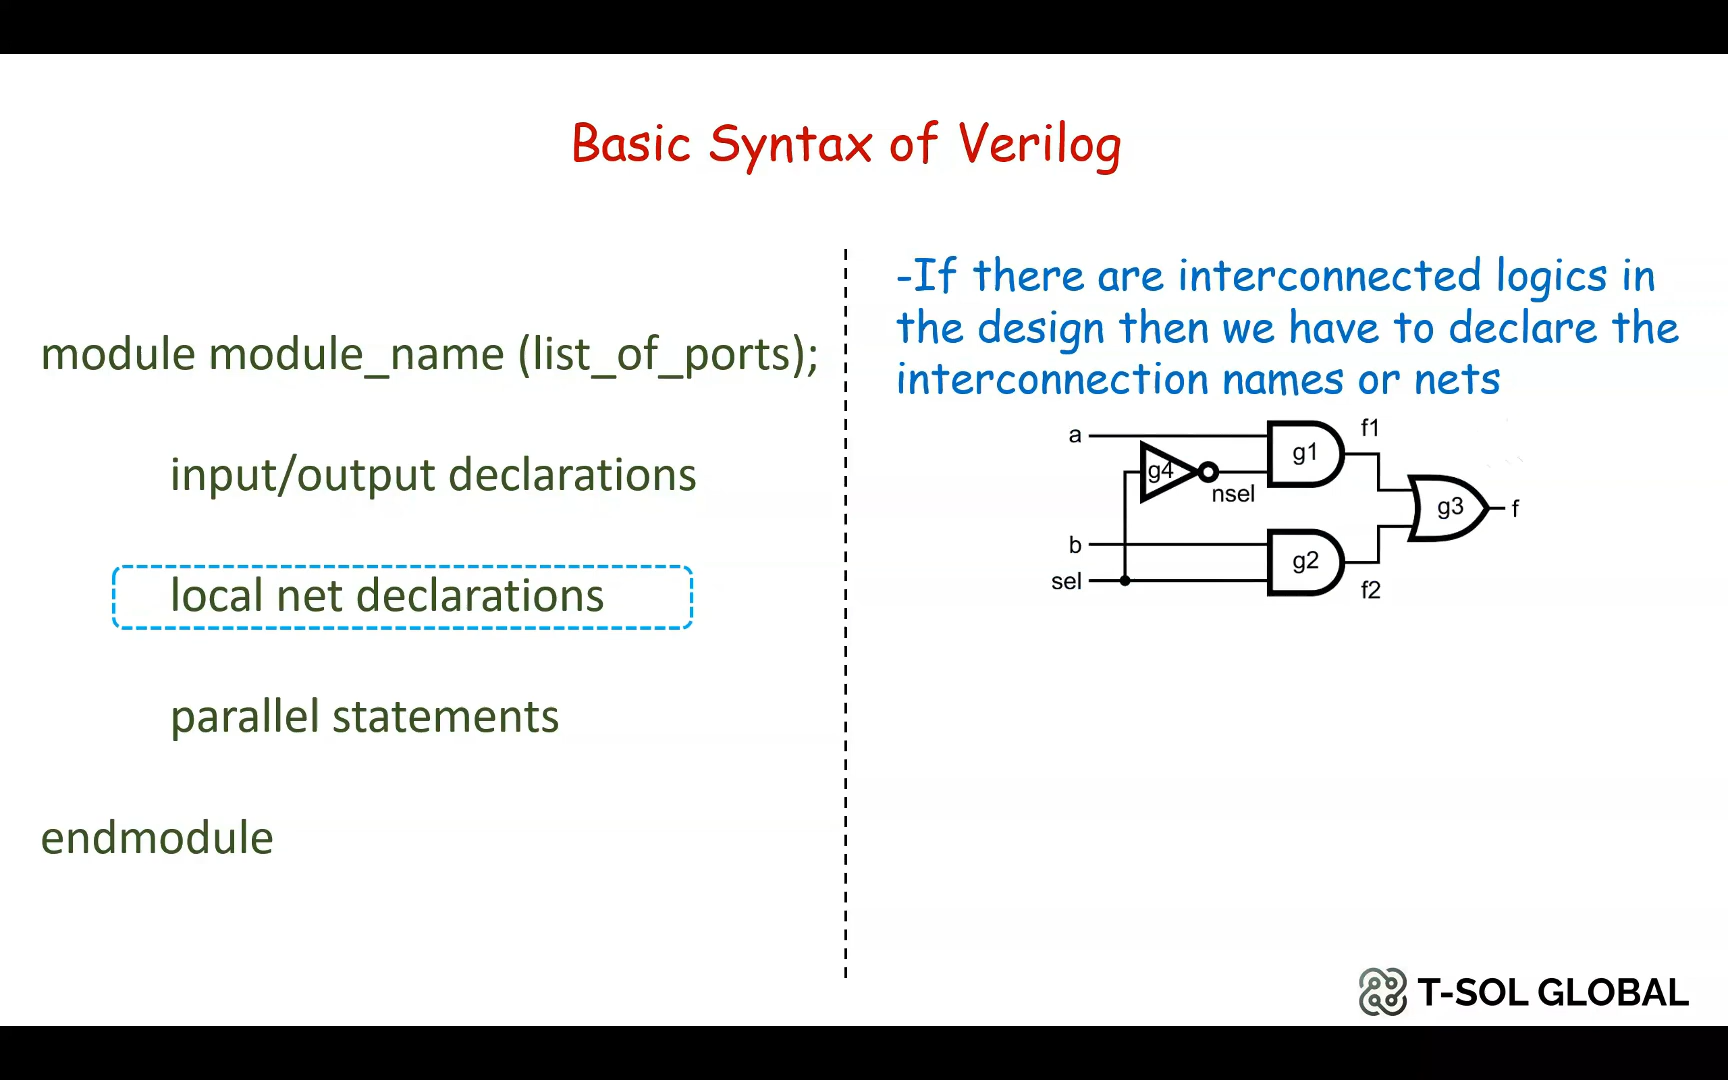 Basic Syntax of Verilog
module module_name (list_of_ports);
input/output declarations
local net declarations
parallel statements
endmodule
-If there are interconnected logics in
the design then we have to declare the
interconnection names or nets
a
g4
nsel
g1
f1
b
sel
g2
f2
g3
f
T-SOL GLOBAL